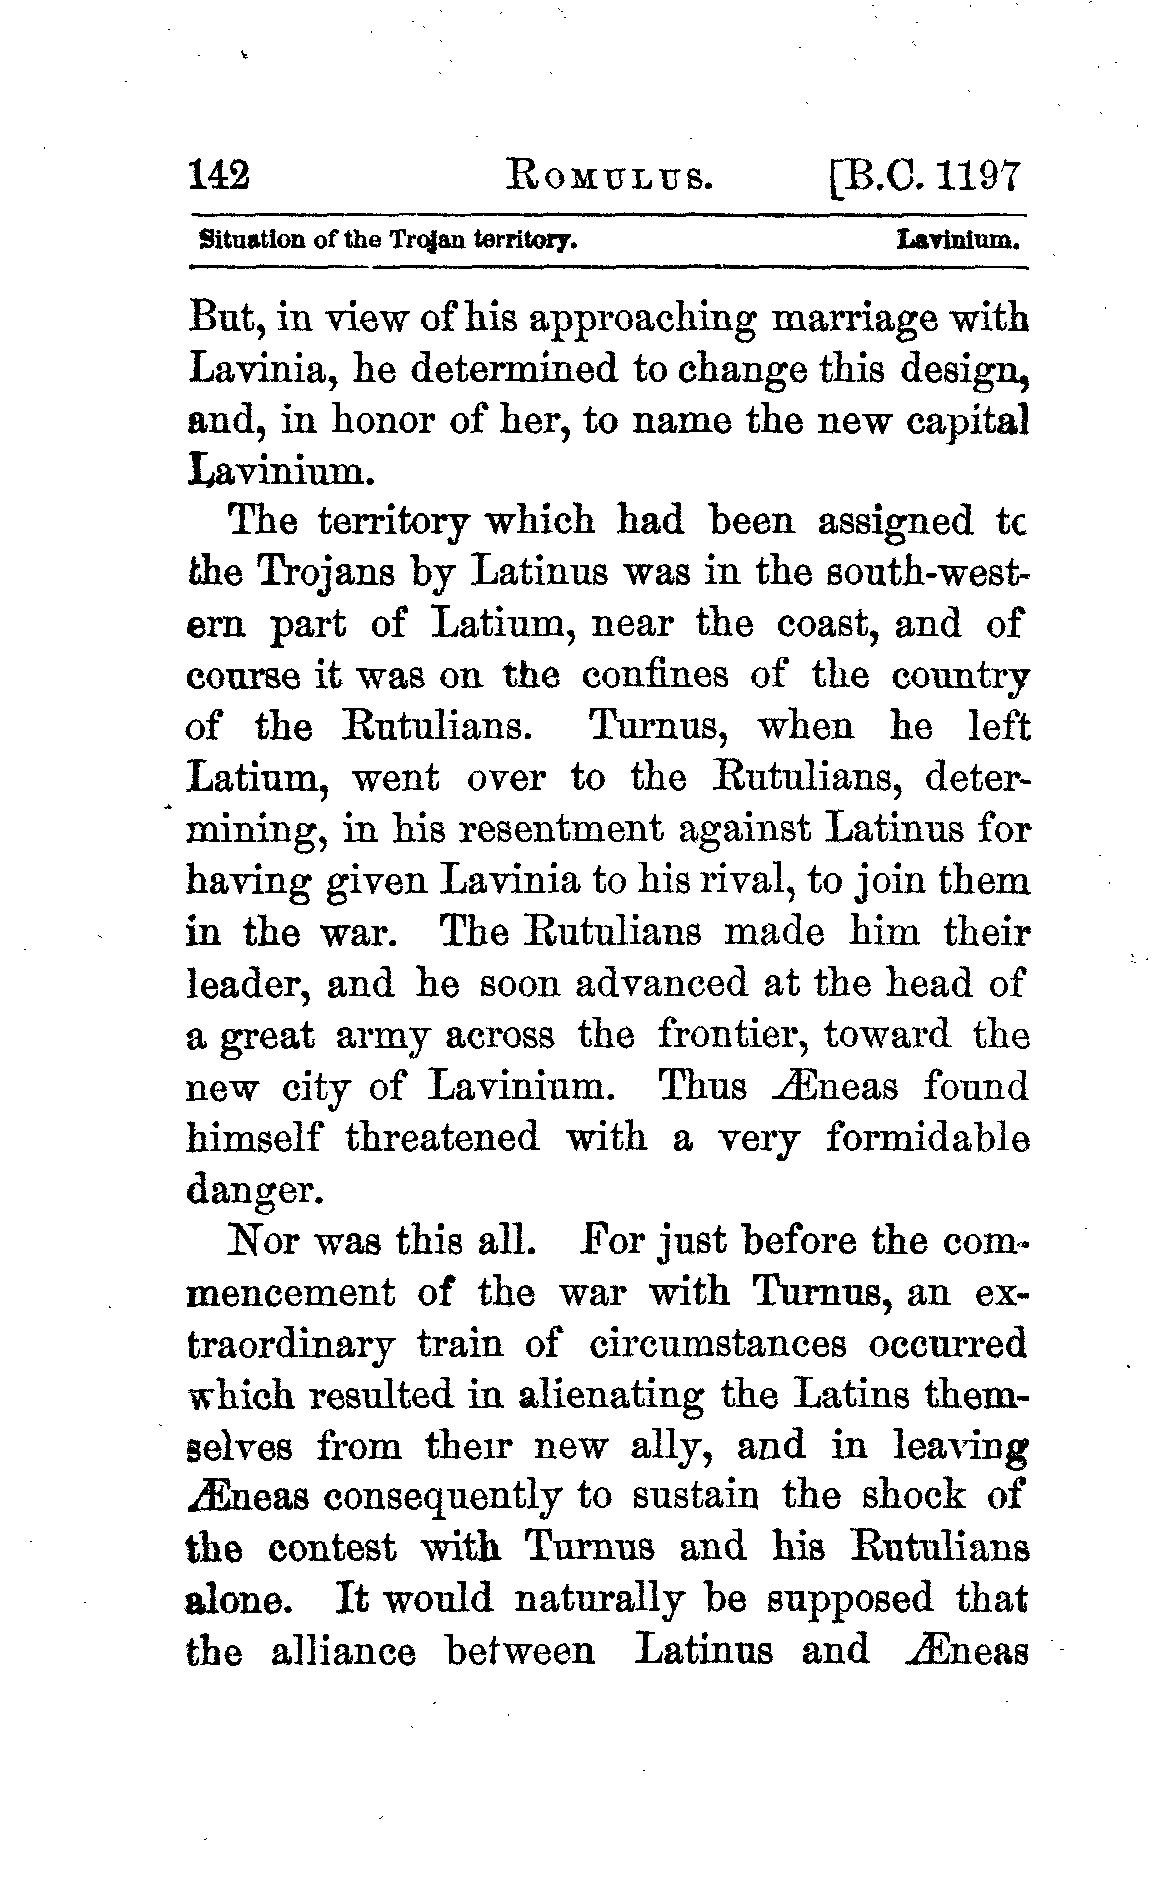 142 ROMULUS. [B.C. 1197
Situation of the Trojan territory. Lavinium.
But, in view of his approaching marriage with
Lavinia, he determined to change this design,
and, in honor of her, to name the new capital
Lavinium.
The territory which had been assigned tc
the Trojans by Latinus was in the south-west-
ern part of Latium, near the coast, and of
course it was on the confines of the country
of the Rutulians. Turnus, when he left
Latium, went over to the Rutulians, deter-
mining, in his resentment against Latinus for
having given Lavinia to his rival, to join them
in the war. The Rutulians made him their
leader, and he soon advanced at the head of
a great army across the frontier, toward the
new city of Lavinium. Thus Æneas found
himself threatened with a very formidable
danger.
Nor was this all. For just before the com-
mencement of the war with Turnus, an ex-
traordinary train of circumstances occurred
which resulted in alienating the Latins them-
selves from their new ally, and in leaving
Æneas consequently to sustain the shock of
the contest with Turnus and his Rutulians
alone. It would naturally be supposed that
the alliance between Latinus and Æneas